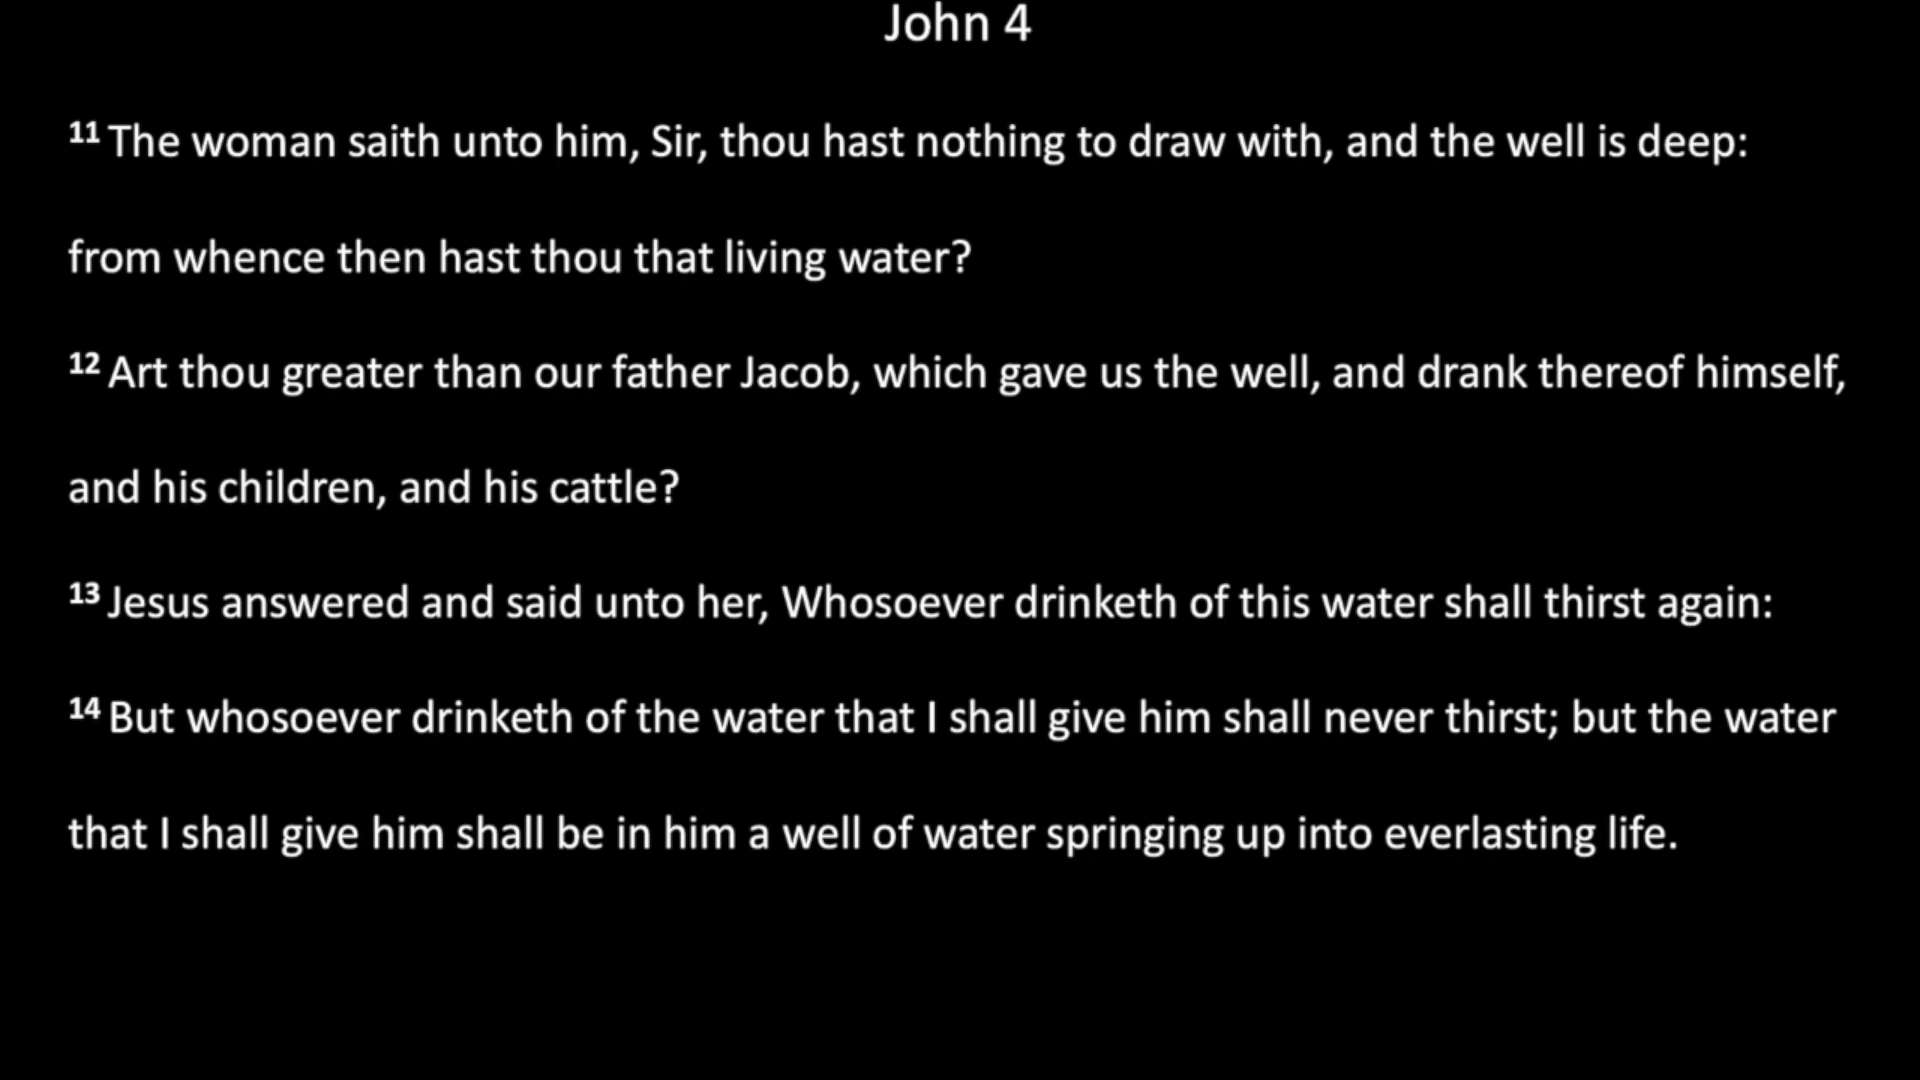 John 4
11 The woman saith unto him, Sir, thou hast nothing to draw with, and the well is deep:
from whence then hast thou that living water?
12 Art thou greater than our father Jacob, which gave us the well, and drank thereof himself,
and his children, and his cattle?
13 Jesus answered and said unto her, Whosoever drinketh of this water shall thirst again:
14 But whosoever drinketh of the water that I shall give him shall never thirst; but the water
that I shall give him shall be in him a well of water springing up into everlasting life.